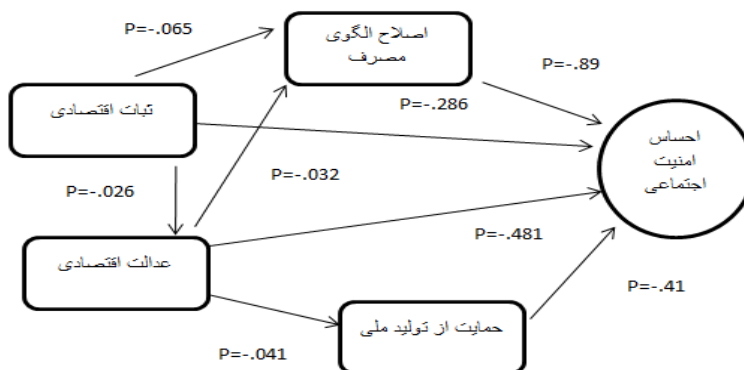 P=-.065
اصلاح الگوی
مصرف
P=-.89
ثبات اقتصادی
P=-.286
احساس
امنیت
اجتماعی
P=-.026
P=-.032
عدالت اقتصادی
P=-.481
P=-.41
حمایت از تولید ملی
P=-.041